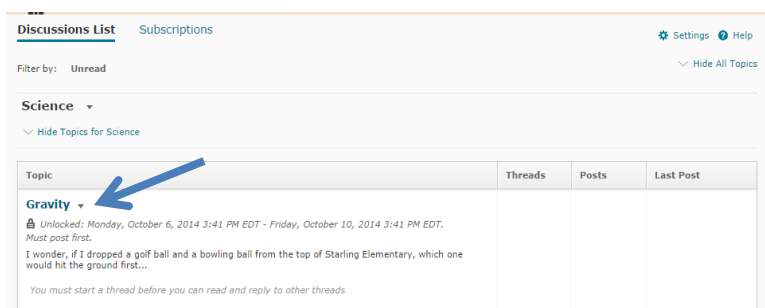 Discussions List Subscriptions
Settings Help
Filter by: Unread
Hide All Topics
Science
Hide Topics for Science
Topic Threads Posts Last Post
Gravity
Unlocked: Monday, October 6, 2014 3:41 PM EDT - Friday, October 10, 2014 3:41 PM EDT.
Must post first.
I wonder, if I dropped a golf ball and a bowling ball from the top of Starling Elementary, which one
would hit the ground first...
You must start a thread before you can read and reply to other threads